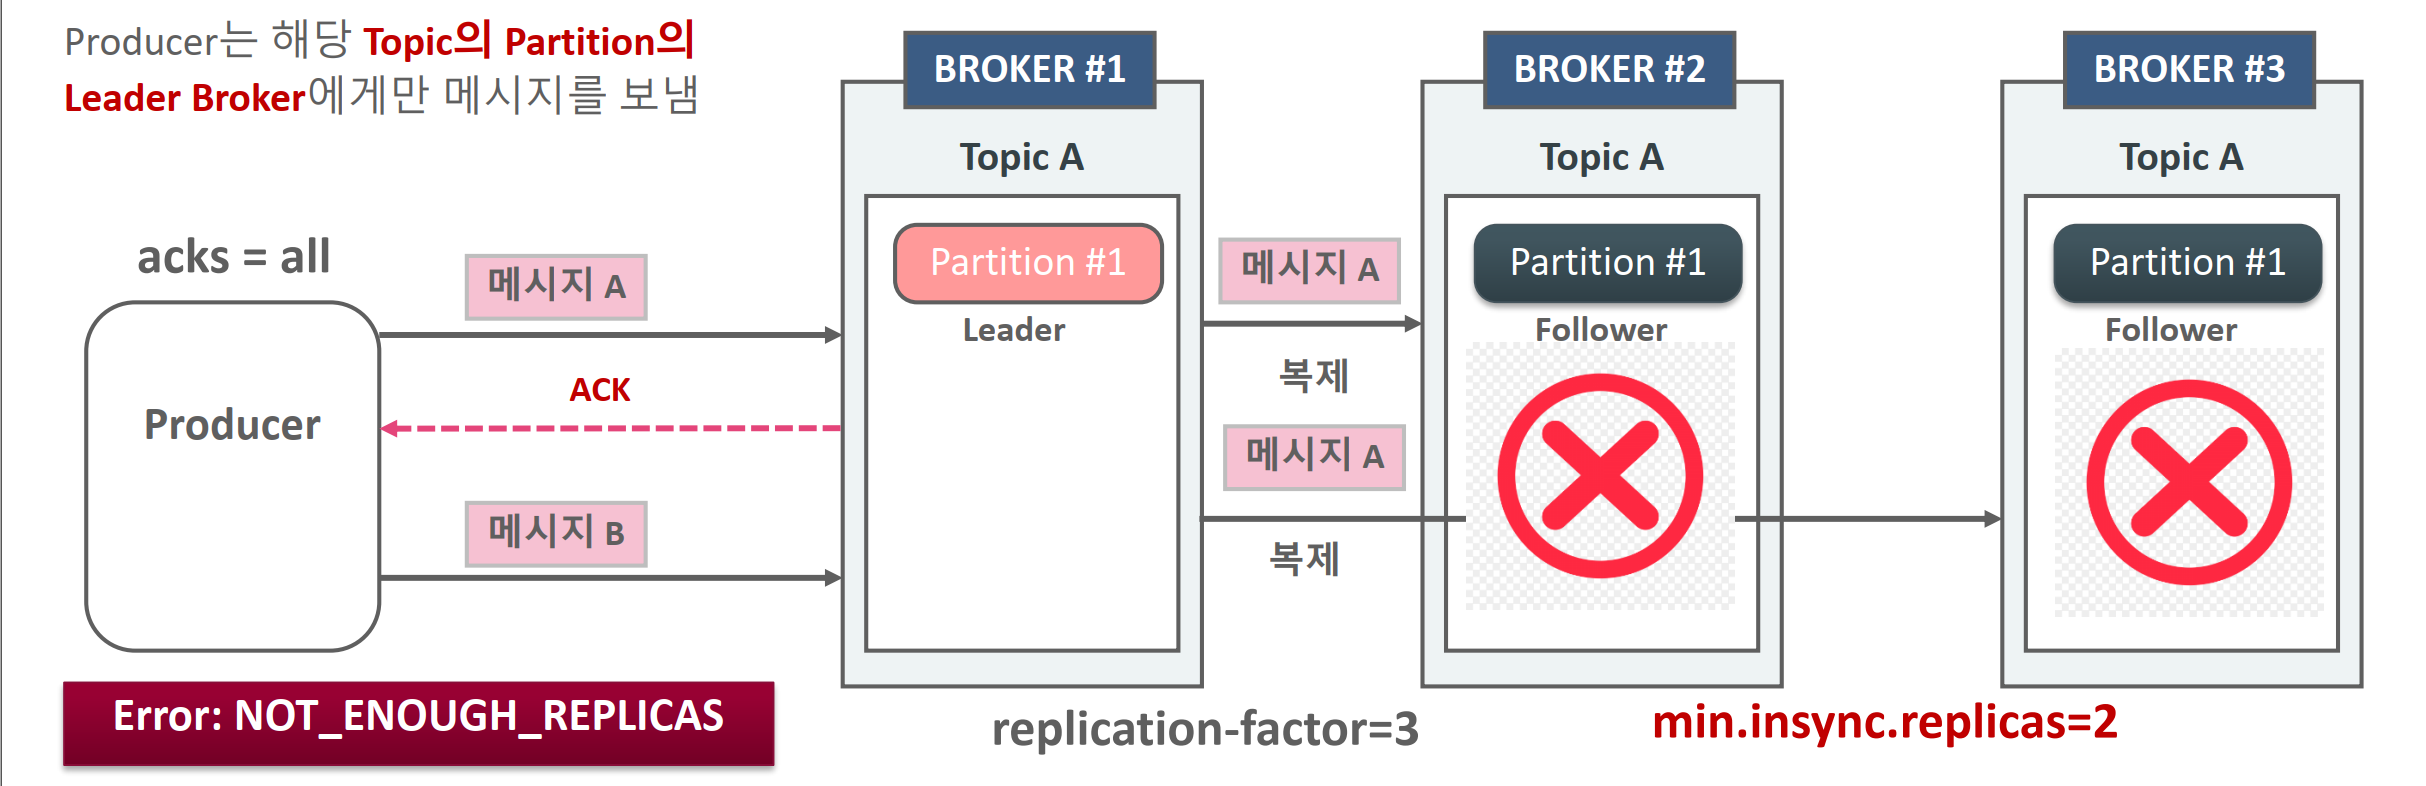 Producer는 해당 Topic의 Partition의
Leader Broker에게만 메시지를 보냄
acks = all
Producer
메시지 A
ACK
메시지 B
Error: NOT_ENOUGH_REPLICAS
BROKER #1
Topic A
Partition #1
Leader
메시지 A
복제
메시지 A
복제
BROKER #2
Topic A
Partition #1
Follower
BROKER #3
Topic A
Partition #1
Follower
replication-factor=3
min.insync.replicas=2